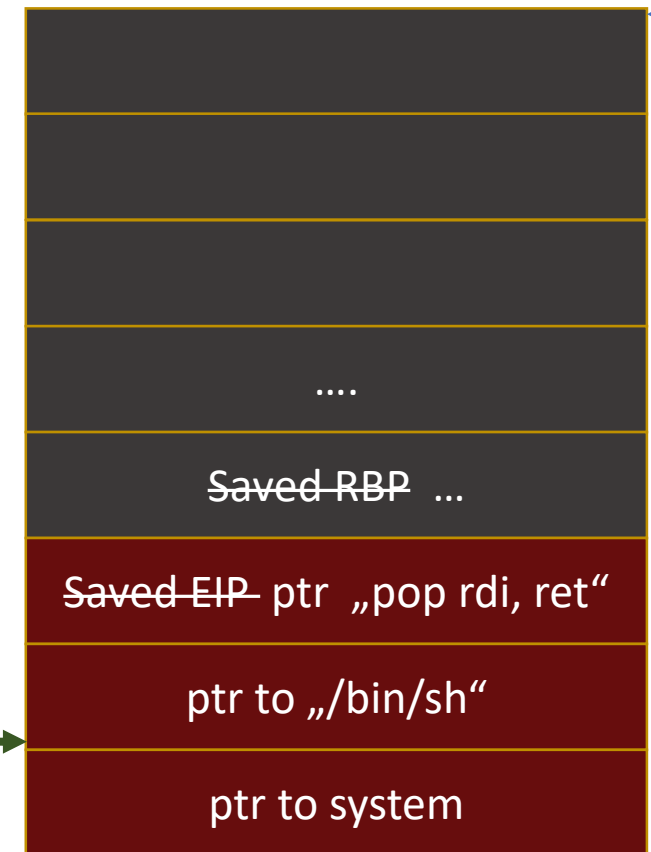 ....
Saved RBP ...
Saved EIP ptr „pop rdi, ret“
ptr to „/bin/sh“
ptr to system